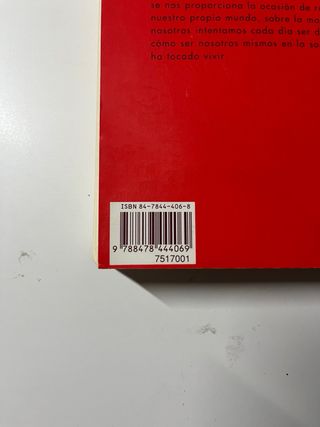 se nos proporciona la ocasión de
nuestro propio mundo, sobre la
nosotros intentamos cada día ser
cómo ser nosotros mismos en la
ha tocado vivir
ISBN 84-7844-406-8
9 788478 444069
7517001